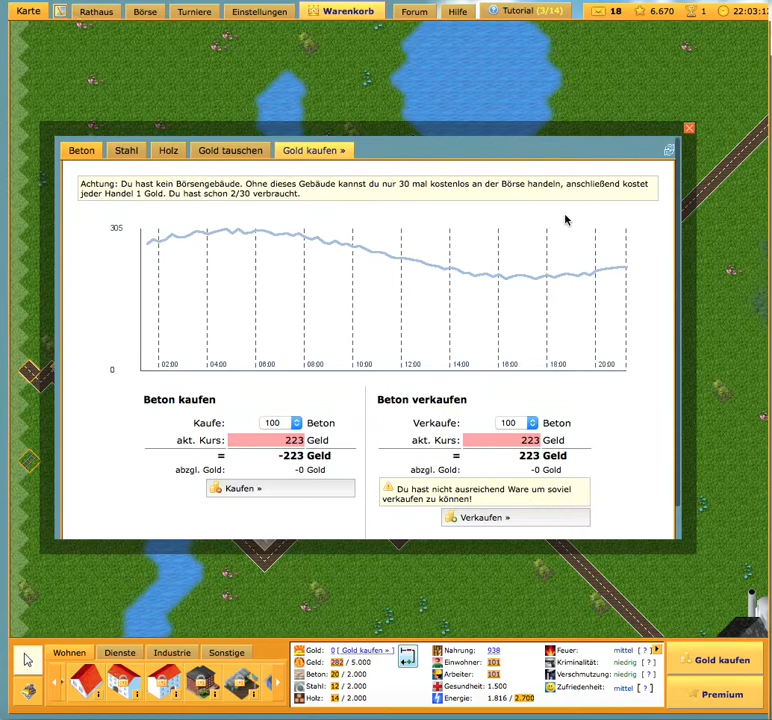 Karte Rathaus Börse Turniere Einstellungen Warenkorb Forum Hilfe Tutorial (3/14) 18 6.670 1 22:03:12
Beton Stahl Holz Gold tauschen Gold kaufen »
Achtung: Du hast kein Börsengebäude. Ohne dieses Gebäude kannst du nur 30 mal kostenlos an der Börse handeln, anschließend kostet
jeder Handel 1 Gold. Du hast schon 2/30 verbraucht.
305
0
02:00 04:00 06:00 08:00 10:00 12:00 14:00 16:00 18:00 20:00
Beton kaufen
Kaufe: 100 Beton
akt. Kurs: 223 Geld
= -223 Geld
abzgl. Gold: -0 Gold
Kaufen »
Beton verkaufen
Verkaufe: 100 Beton
akt. Kurs: 223 Geld
= 223 Geld
abzgl. Gold: -0 Gold
Du hast nicht ausreichend Ware um soviel
verkaufen zu können!
Verkaufen »
Wohnen Dienste Industrie Sonstige
Gold: 0 [ Gold kaufen » ]
Geld: 282 / 5.000
Beton: 20 / 2.000
Stahl: 12 / 2.000
Holz: 14 / 2.000
Nahrung: 938
Einwohner: 101
Arbeiter: 101
Gesundheit: 1.500
Energie: 1.816 / 2.700
Feuer: mittel [ ? ]
Kriminalität: niedrig [ ? ]
Verschmutzung: niedrig [ ? ]
Zufriedenheit: mittel [ ? ]
Gold kaufen
Premium